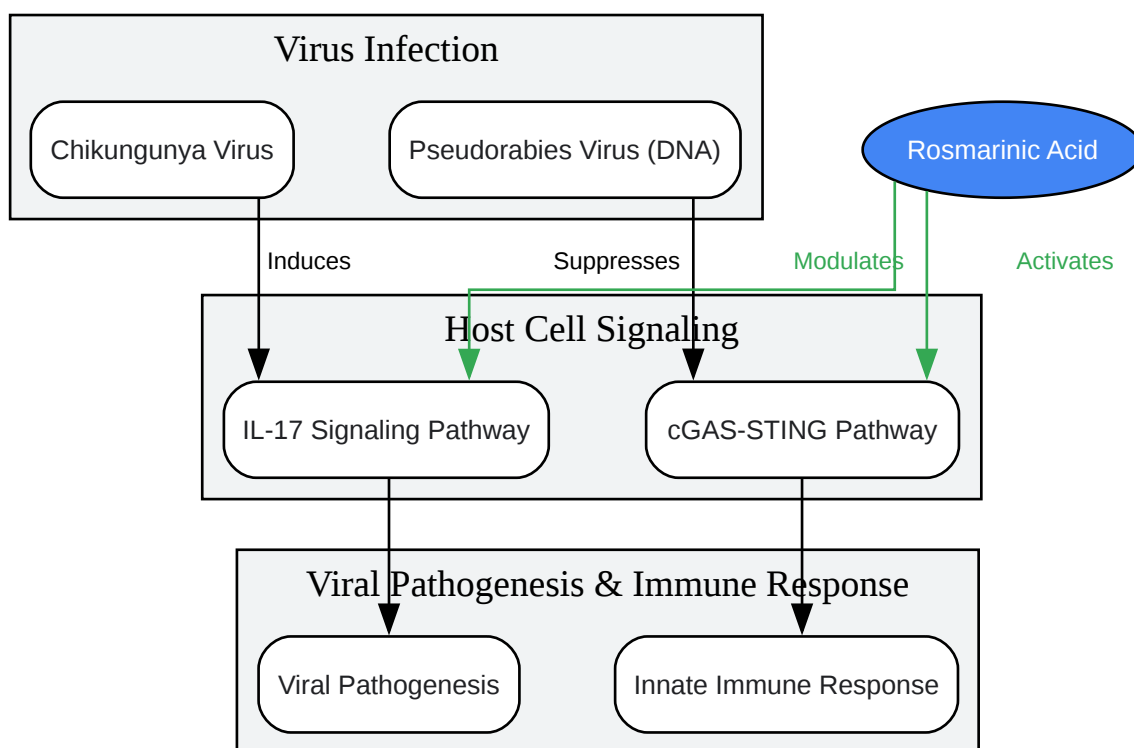 Virus Infection
Chikungunya Virus
Pseudorabies Virus (DNA)
Rosmarinic Acid
Induces
Suppresses
Modulates
Activates
Host Cell Signaling
IL-17 Signaling Pathway
cGAS-STING Pathway
Viral Pathogenesis & Immune Response
Viral Pathogenesis
Innate Immune Response